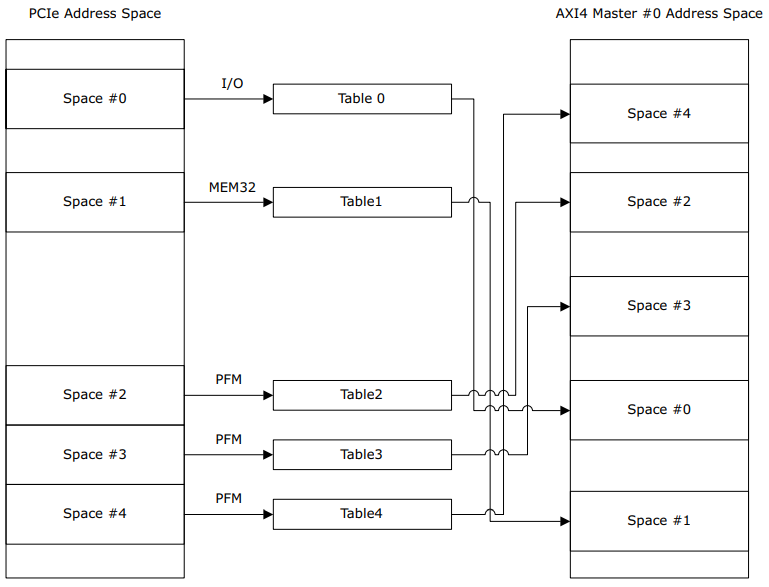 PCIe Address Space
AXI4 Master #0 Address Space
Space #0
I/O
Table 0
Space #4
Space #1
MEM32
Table1
Space #2
Space #3
Space #2
PFM
Table2
Space #0
Space #3
PFM
Table3
Space #4
PFM
Table4
Space #1